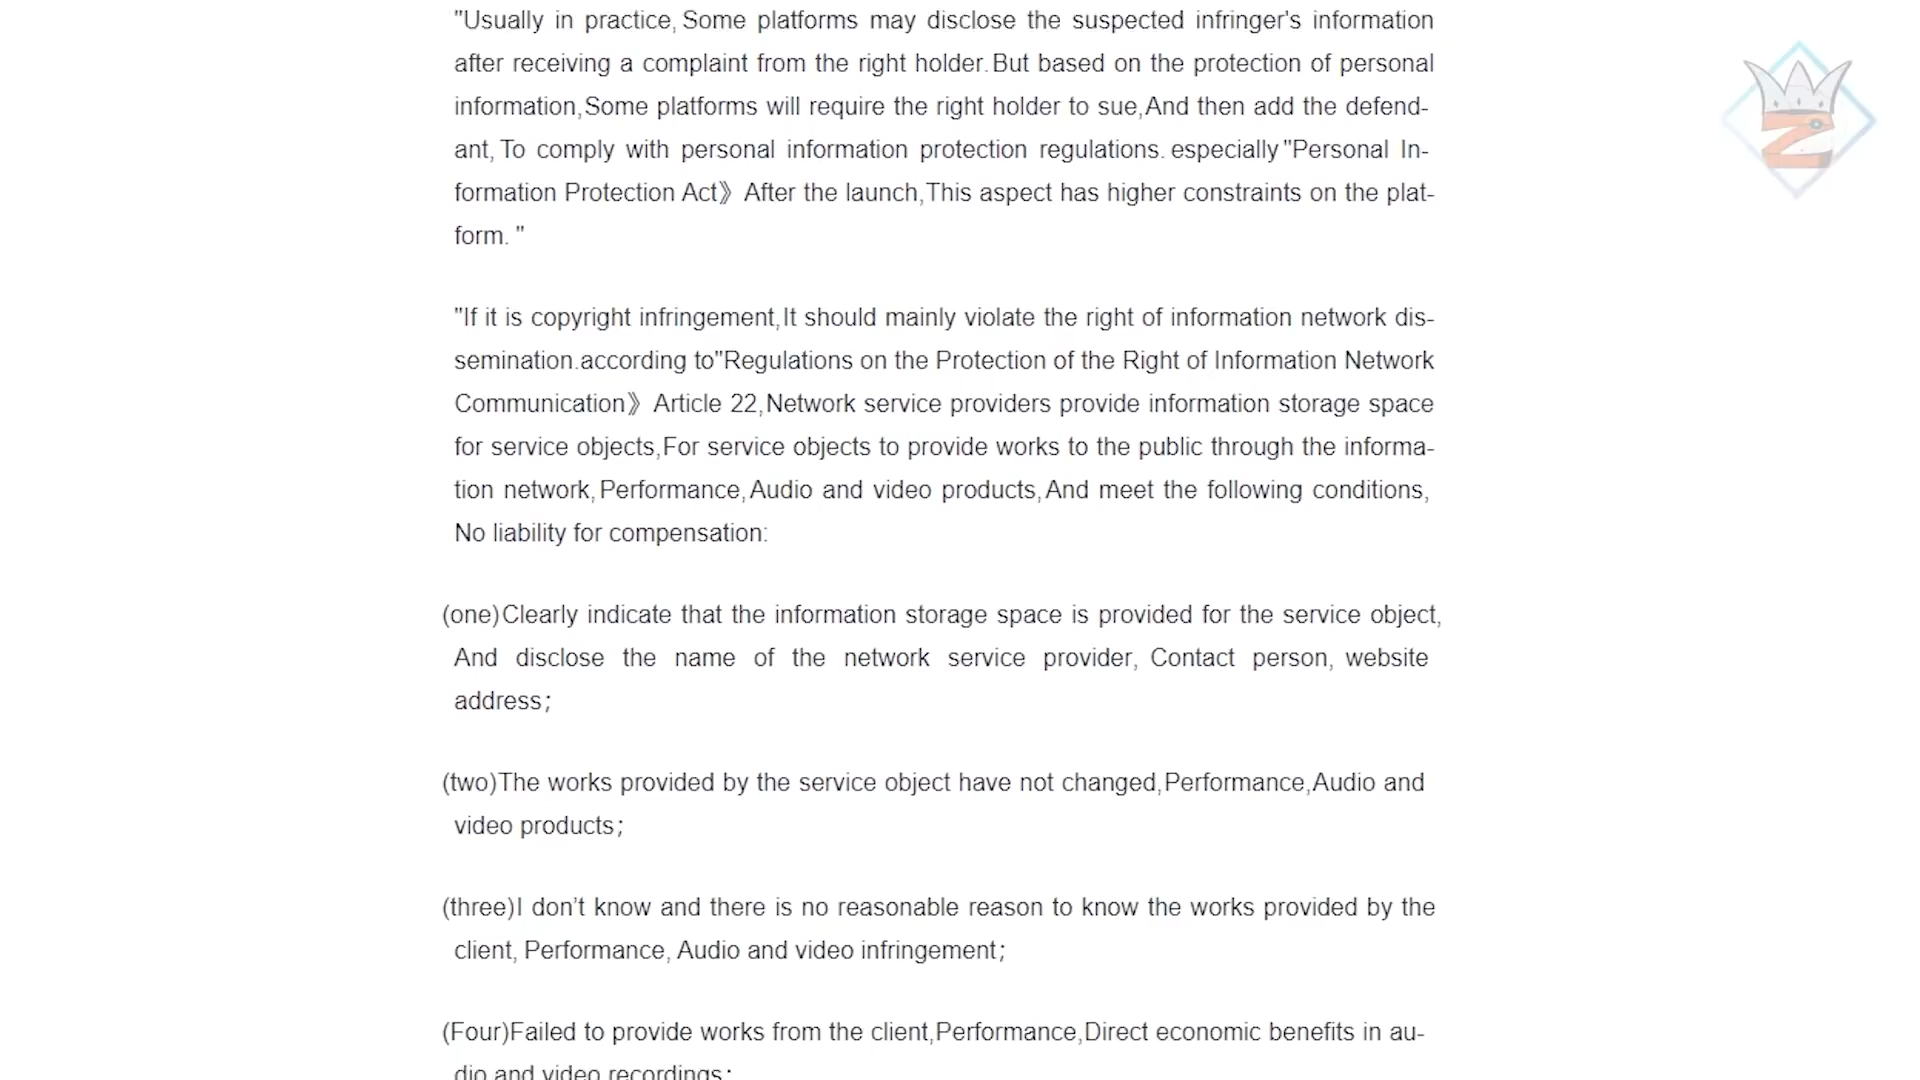 "Usually in practice, Some platforms may disclose the suspected infringer's information
after receiving a complaint from the right holder.But based on the protection of personal
information,Some platforms will require the right holder to sue,And then add the defend-
ant, To comply with personal information protection regulations. especially "Personal In-
formation Protection Act》 After the launch,This aspect has higher constraints on the plat-
form. "
"If it is copyright infringement,It should mainly violate the right of information network dis-
semination.according to"Regulations on the Protection of the Right of Information Network
Communication》 Article 22,Network service providers provide information storage space
for service objects,For service objects to provide works to the public through the informa-
tion network, Performance, Audio and video products, And meet the following conditions,
No liability for compensation:
(one)Clearly indicate that the information storage space is provided for the service object,
And disclose the name of the network service provider, Contact person, website
address;
(two)The works provided by the service object have not changed,Performance,Audio and
video products;
(three)I don't know and there is no reasonable reason to know the works provided by the
client, Performance, Audio and video infringement;
(Four)Failed to provide works from the client,Performance,Direct economic benefits in au-
dio and video recordings;